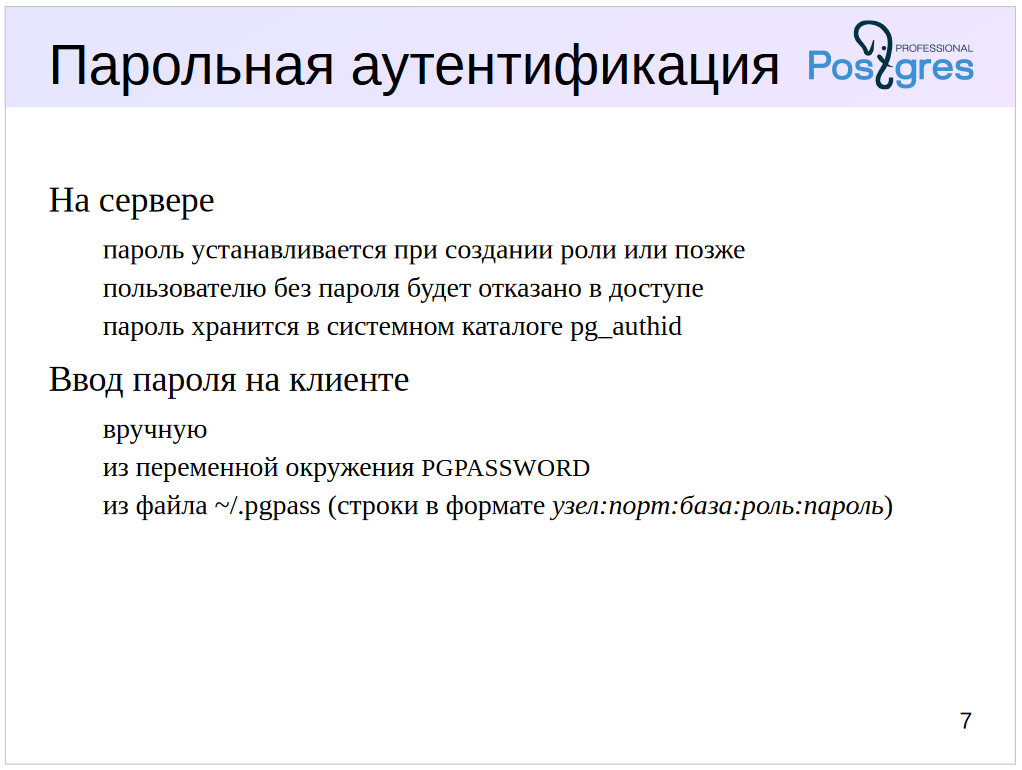 Парольная аутентификация
PROFESSIONAL
Postgres
На сервере
пароль устанавливается при создании роли или позже
пользователю без пароля будет отказано в доступе
пароль хранится в системном каталоге pg_authid
Ввод пароля на клиенте
вручную
из переменной окружения PGPASSWORD
из файла ~/.pgpass (строки в формате узел:порт:база:роль:пароль)
7